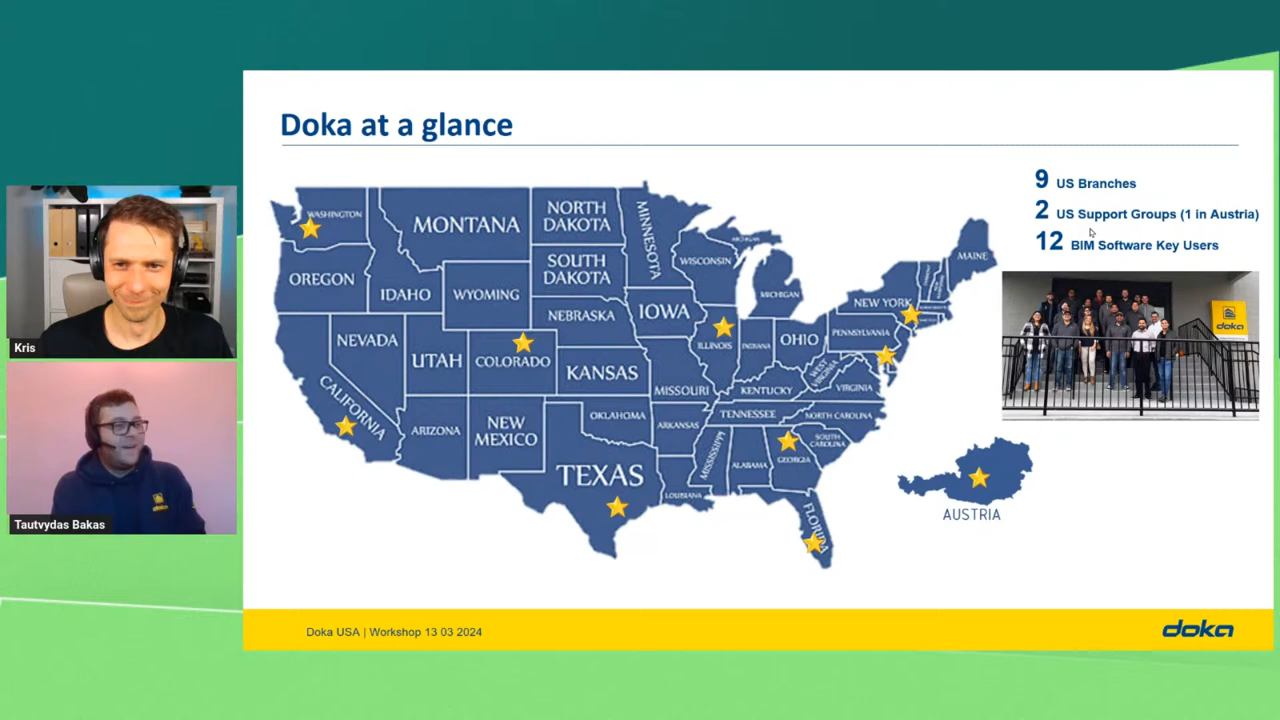 Doka at a glance
9 US Branches
2 US Support Groups (1 in Austria)
12 BIM Software Key Users
WASHINGTON
MONTANA
NORTH DAKOTA
MINNESOTA
OREGON
IDAHO
WYOMING
SOUTH DAKOTA
WISCONSIN
MICHIGAN
MAINE
NEW YORK
NEBRASKA
IOWA
NEVADA
UTAH
COLORADO
KANSAS
MISSOURI
ILLINOIS
INDIANA
OHIO
PENNSYLVANIA
WEST VIRGINIA
VIRGINIA
KENTUCKY
CALIFORNIA
ARIZONA
NEW MEXICO
OKLAHOMA
ARKANSAS
TENNESSEE
NORTH CAROLINA
SOUTH CAROLINA
TEXAS
LOUISIANA
MISSISSIPPI
ALABAMA
GEORGIA
FLORIDA
AUSTRIA
doka
Kris
Tautvydas Bakas
Doka USA | Workshop 13 03 2024
doka